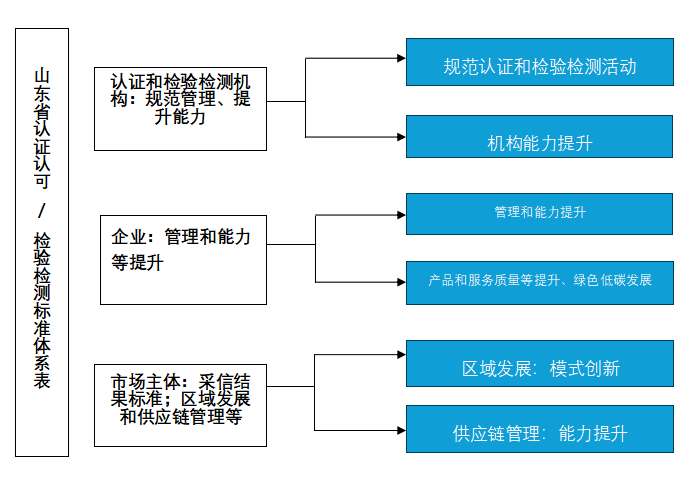 山东省认证认可/检验检测标准体系表
认证和检验检测机
构：规范管理、提
升能力
规范认证和检验检测活动
机构能力提升
企业：管理和能力
等提升
管理和能力提升
产品和服务质量等提升、绿色低碳发展
市场主体：采信结
果标准；区域发展
和供应链管理等
区域发展：模式创新
供应链管理：能力提升